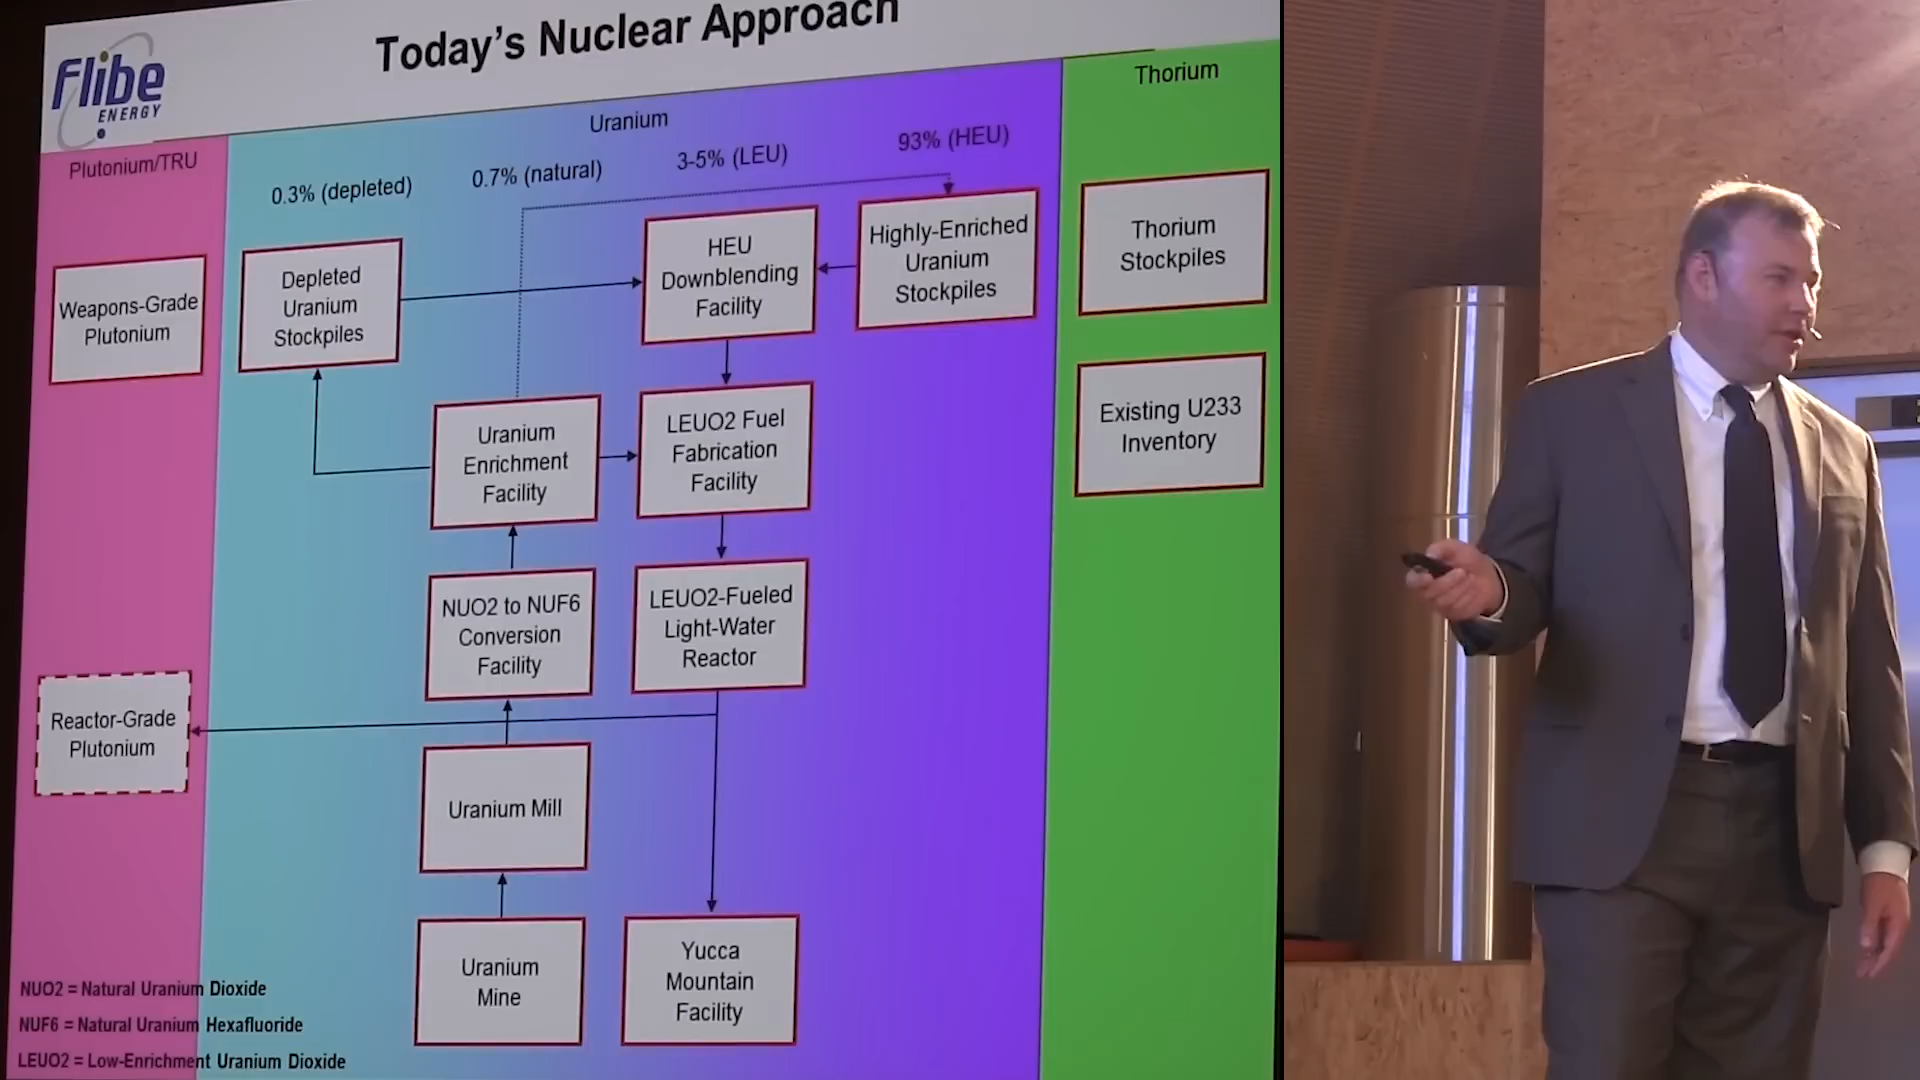 Today's Nuclear Approach
Flibe
ENERGY
Plutonium/TRU
Uranium
Thorium
0.3% (depleted)
0.7% (natural)
3-5% (LEU)
93% (HEU)
Weapons-Grade
Plutonium
Depleted
Uranium
Stockpiles
HEU
Downblending
Facility
Highly-Enriched
Uranium
Stockpiles
Thorium
Stockpiles
Uranium
Enrichment
Facility
LEUO2 Fuel
Fabrication
Facility
Existing U233
Inventory
NUO2 to NUF6
Conversion
Facility
LEUO2-Fueled
Light-Water
Reactor
Reactor-Grade
Plutonium
Uranium Mill
Uranium
Mine
Yucca
Mountain
Facility
NUO2 = Natural Uranium Dioxide
NUF6 = Natural Uranium Hexafluoride
LEUO2 = Low-Enrichment Uranium Dioxide